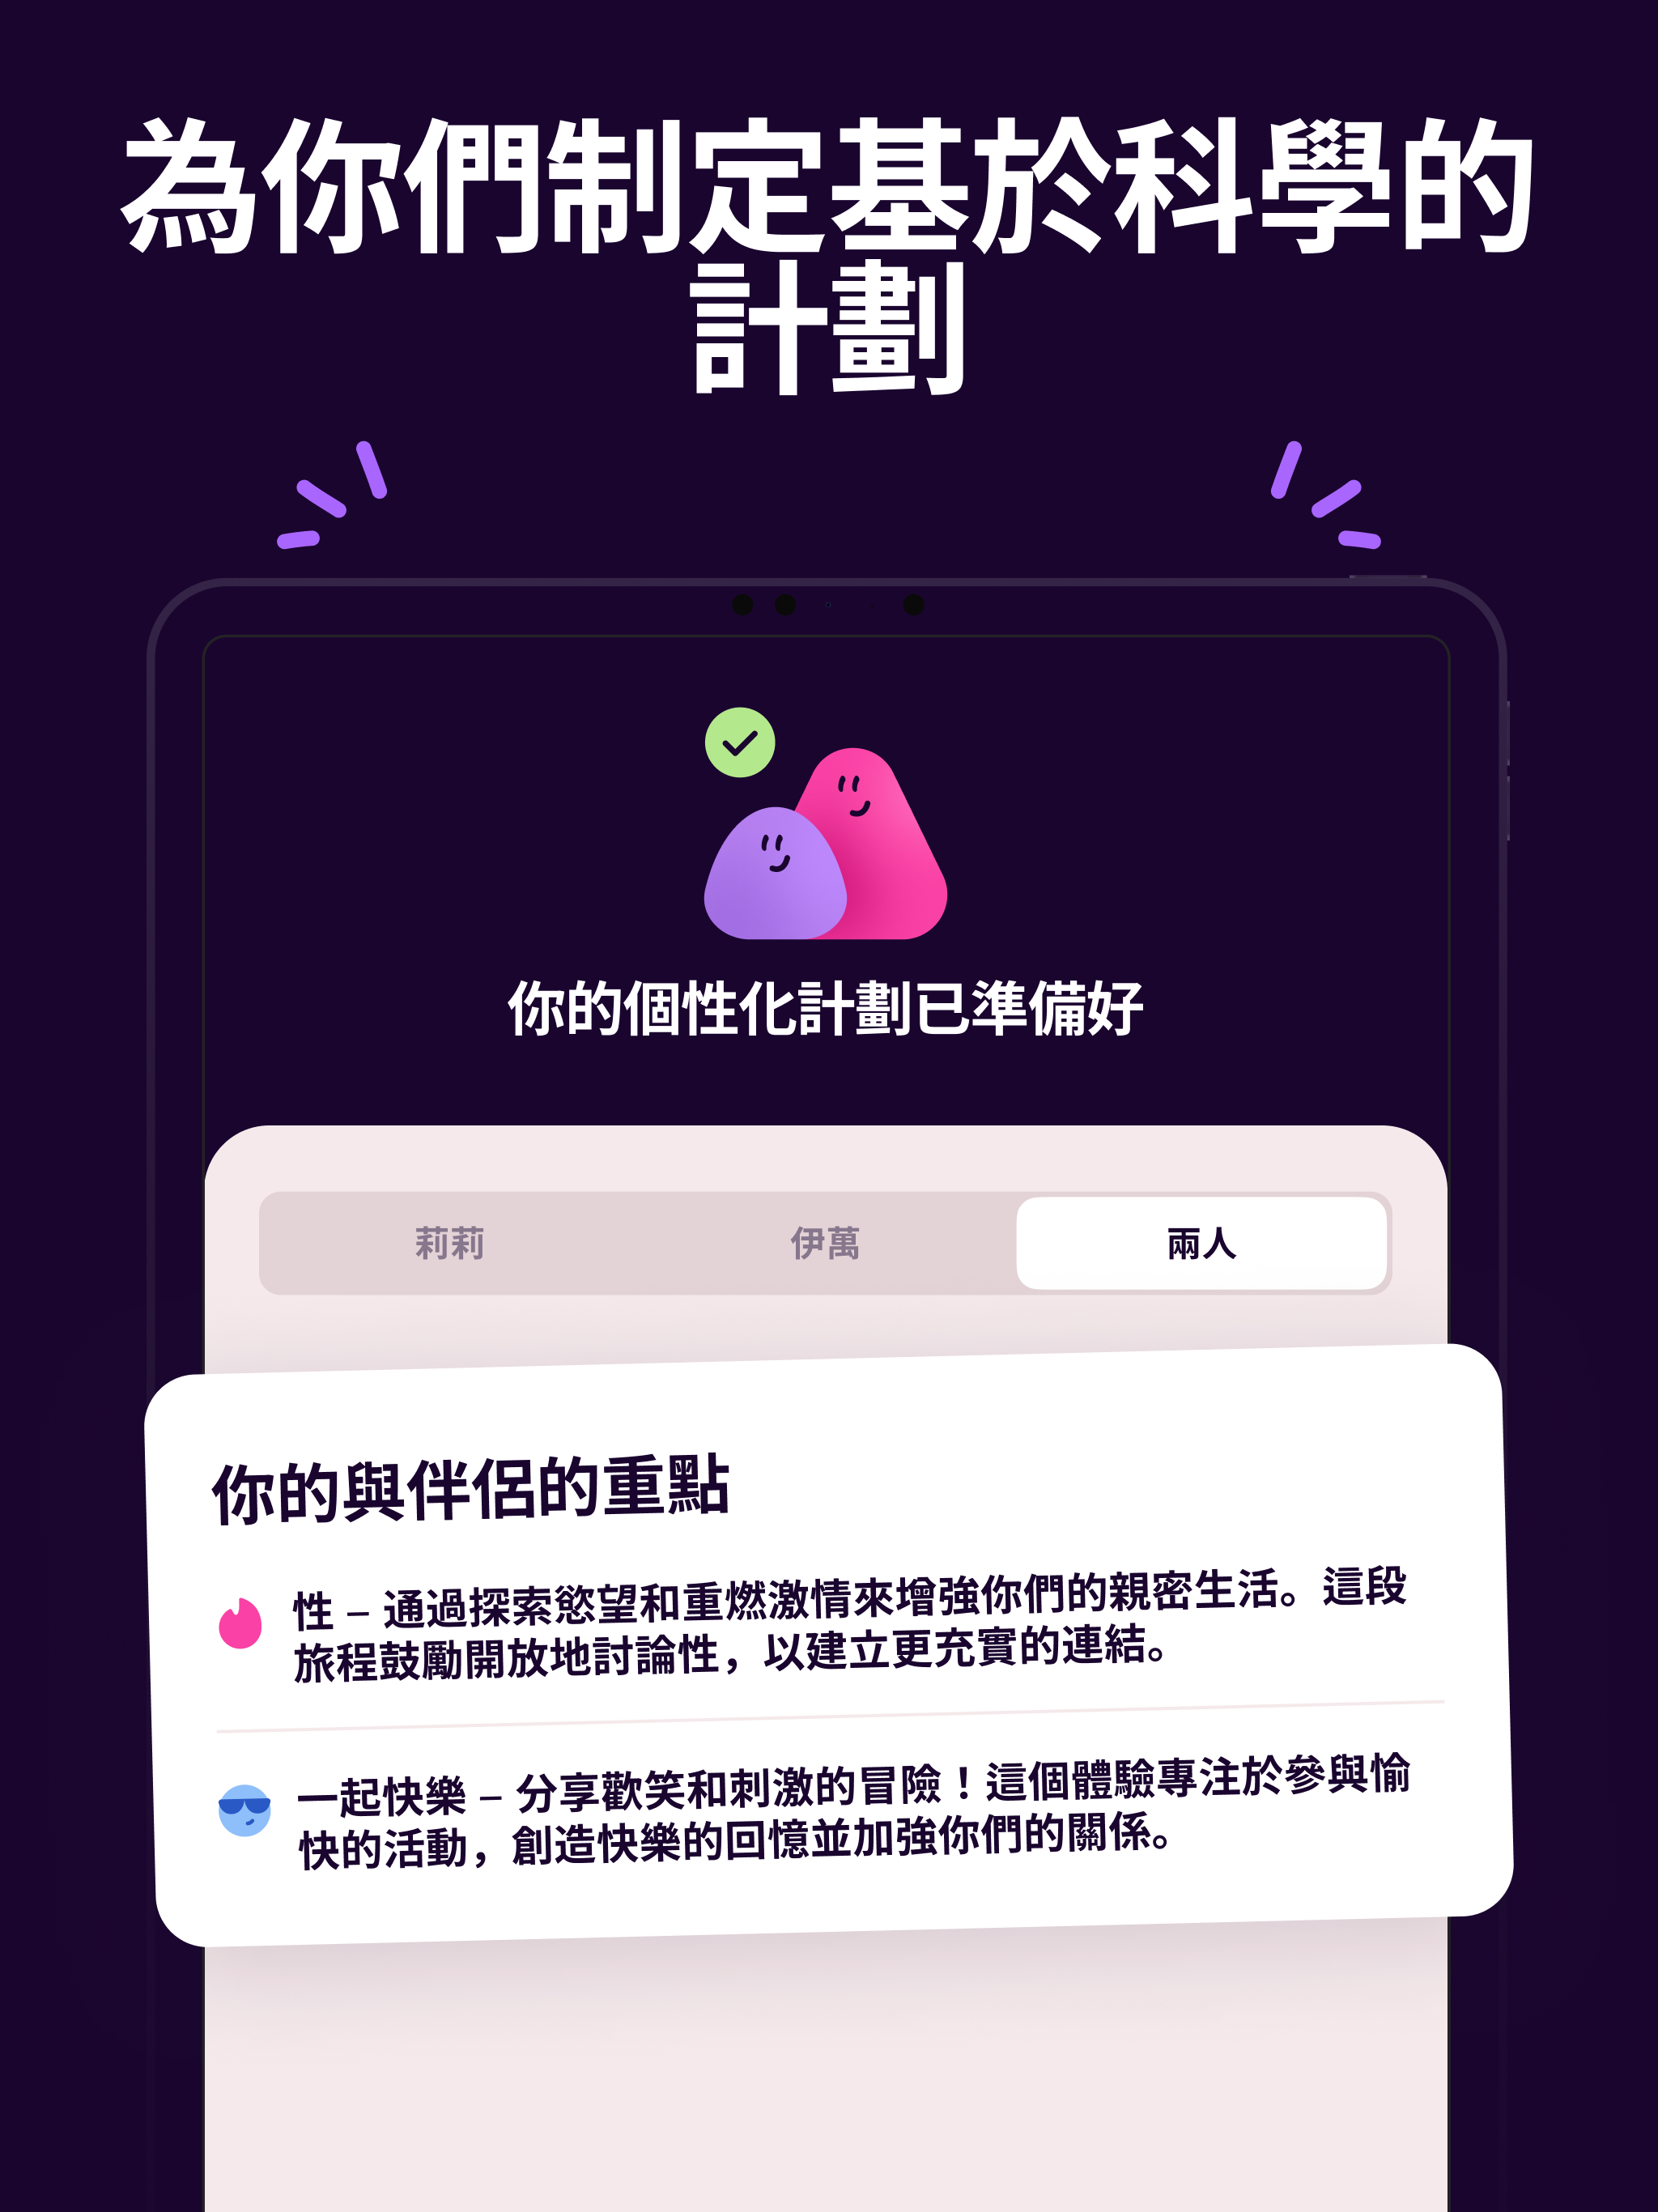 為你們制定基於科學的
計劃
你的個性化計劃已準備好
莉莉
伊萬
兩人
你的與伴侶的重點
性 – 通過探索慾望和重燃激情來增強你們的親密生活。這段
旅程鼓勵開放地討論性，以建立更充實的連結。
一起快樂 – 分享歡笑和刺激的冒險！這個體驗專注於參與愉
快的活動，創造快樂的回憶並加強你們的關係。